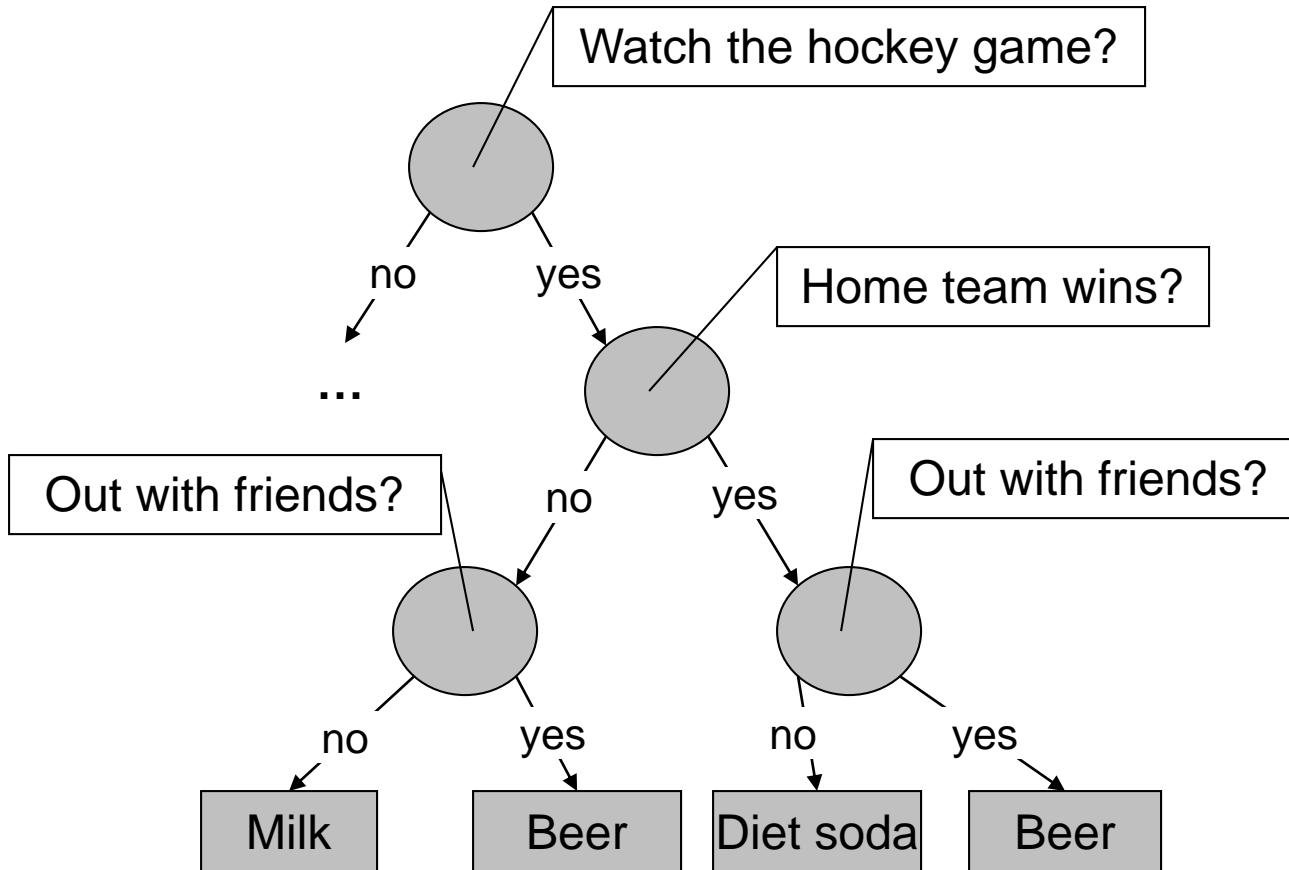 Watch the hockey game?
no
yes
Home team wins?
...
no
yes
Out with friends?
Out with friends?
no
yes
no
yes
Milk
Beer
Diet soda
Beer